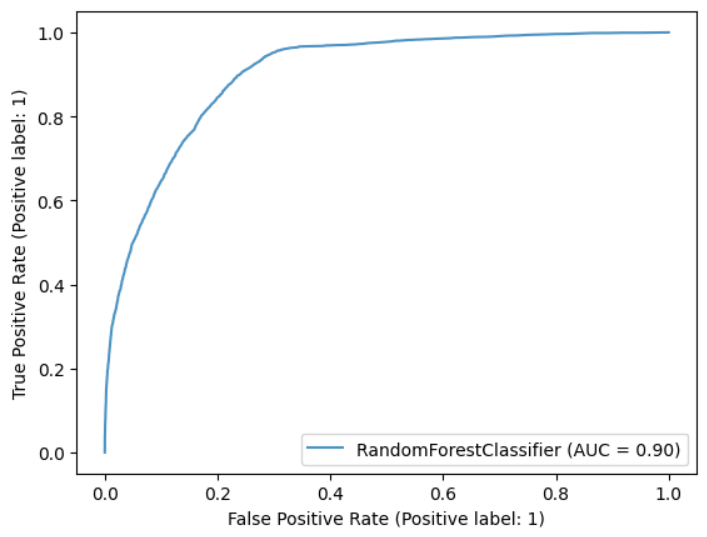 True Positive Rate (Positive label: 1)
1.0
0.8
0.6
0.4
0.2
0.0
RandomForestClassifier (AUC = 0.90)
0.0 0.2 0.4 0.6 0.8 1.0
False Positive Rate (Positive label: 1)